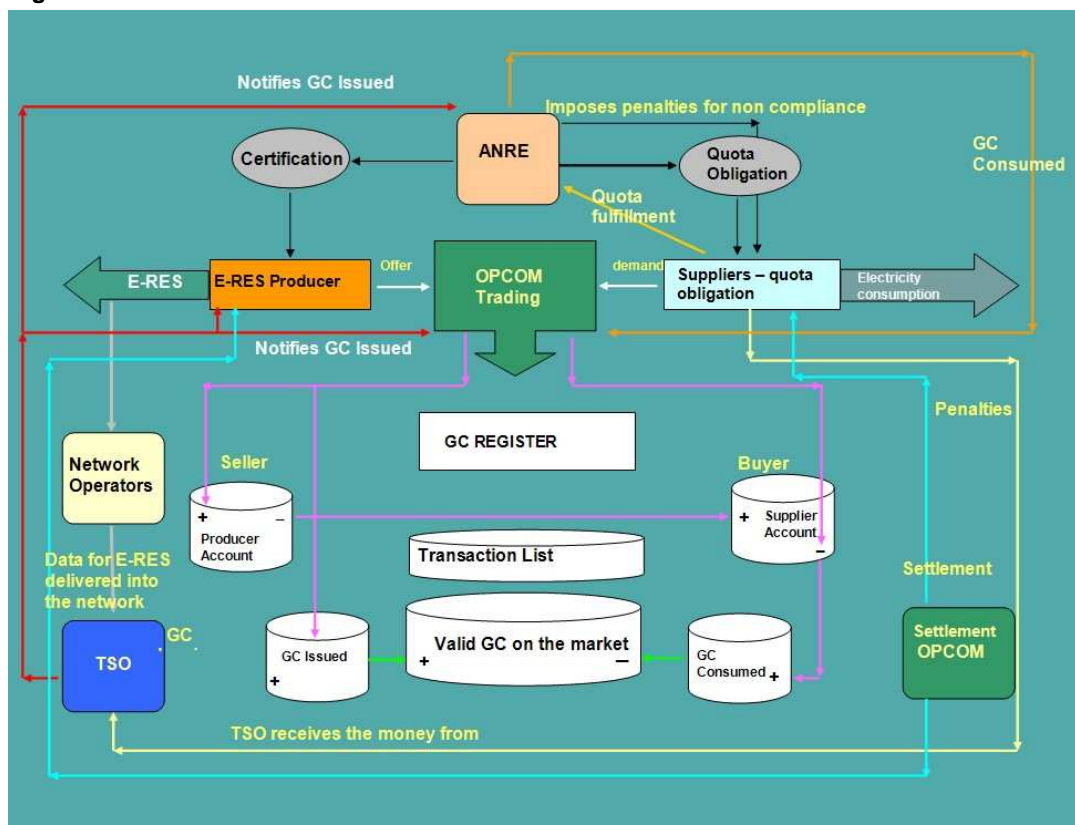 Notifies GC Issued
Imposes penalties for non compliance
ANRE
Certification
Quota
Obligation
GC
Consumed
Quota
fulfillment
E-RES
E-RES Producer
Offer
OPCOM
Trading
demand
Suppliers – quota
obligation
Electricity
consumption
Notifies GC Issued
Penalties
GC REGISTER
Network
Operators
Seller
Buyer
+ –
Producer
Account
+ Supplier
Account
–
Transaction List
Data for E-RES
delivered into
the network
Settlement
TSO
. GC .
GC Issued
+
Valid GC on the market
+ –
GC
Consumed +
Settlement
OPCOM
TSO receives the money from